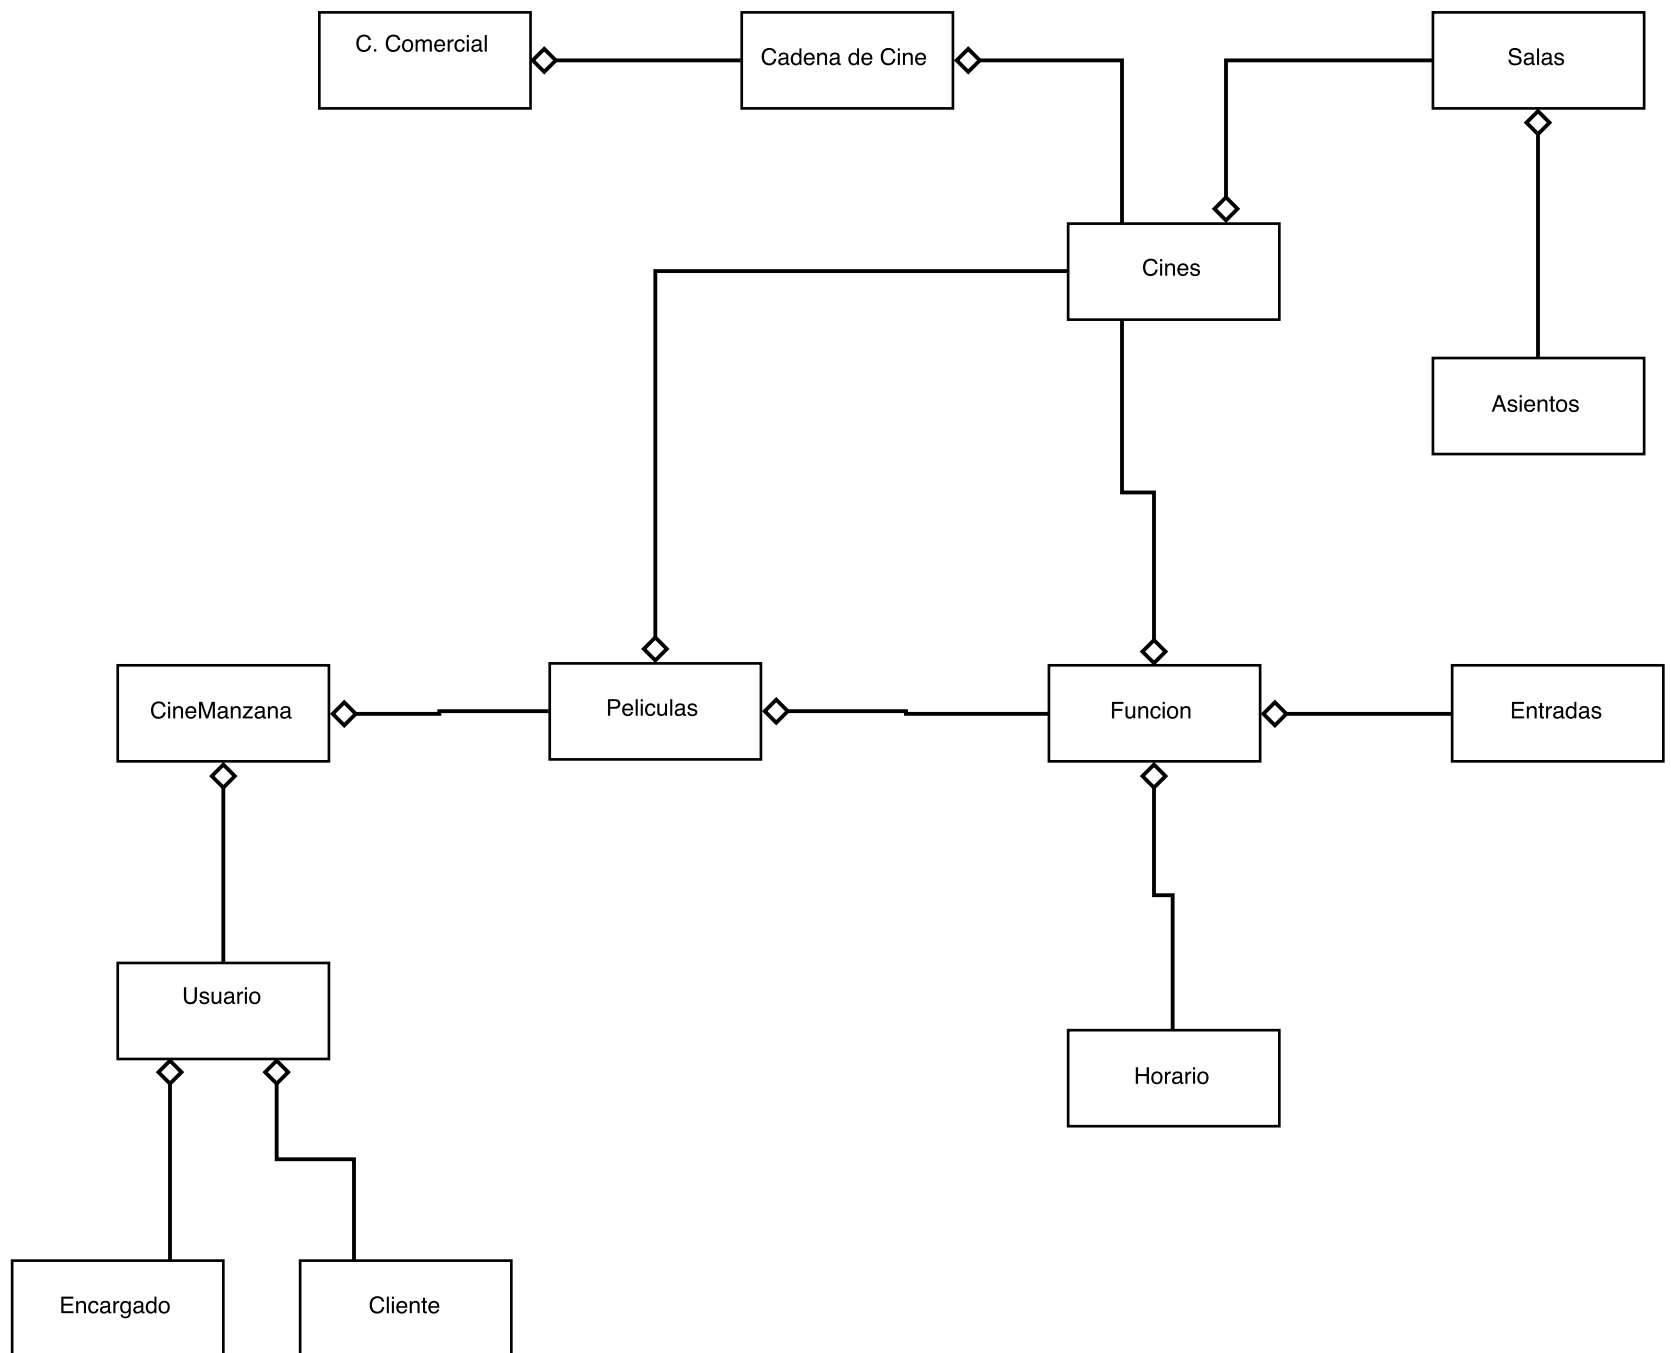 C. Comercial
Cadena de Cine
Salas
Cines
Asientos
CineManzana
Peliculas
Funcion
Entradas
Usuario
Horario
Encargado
Cliente